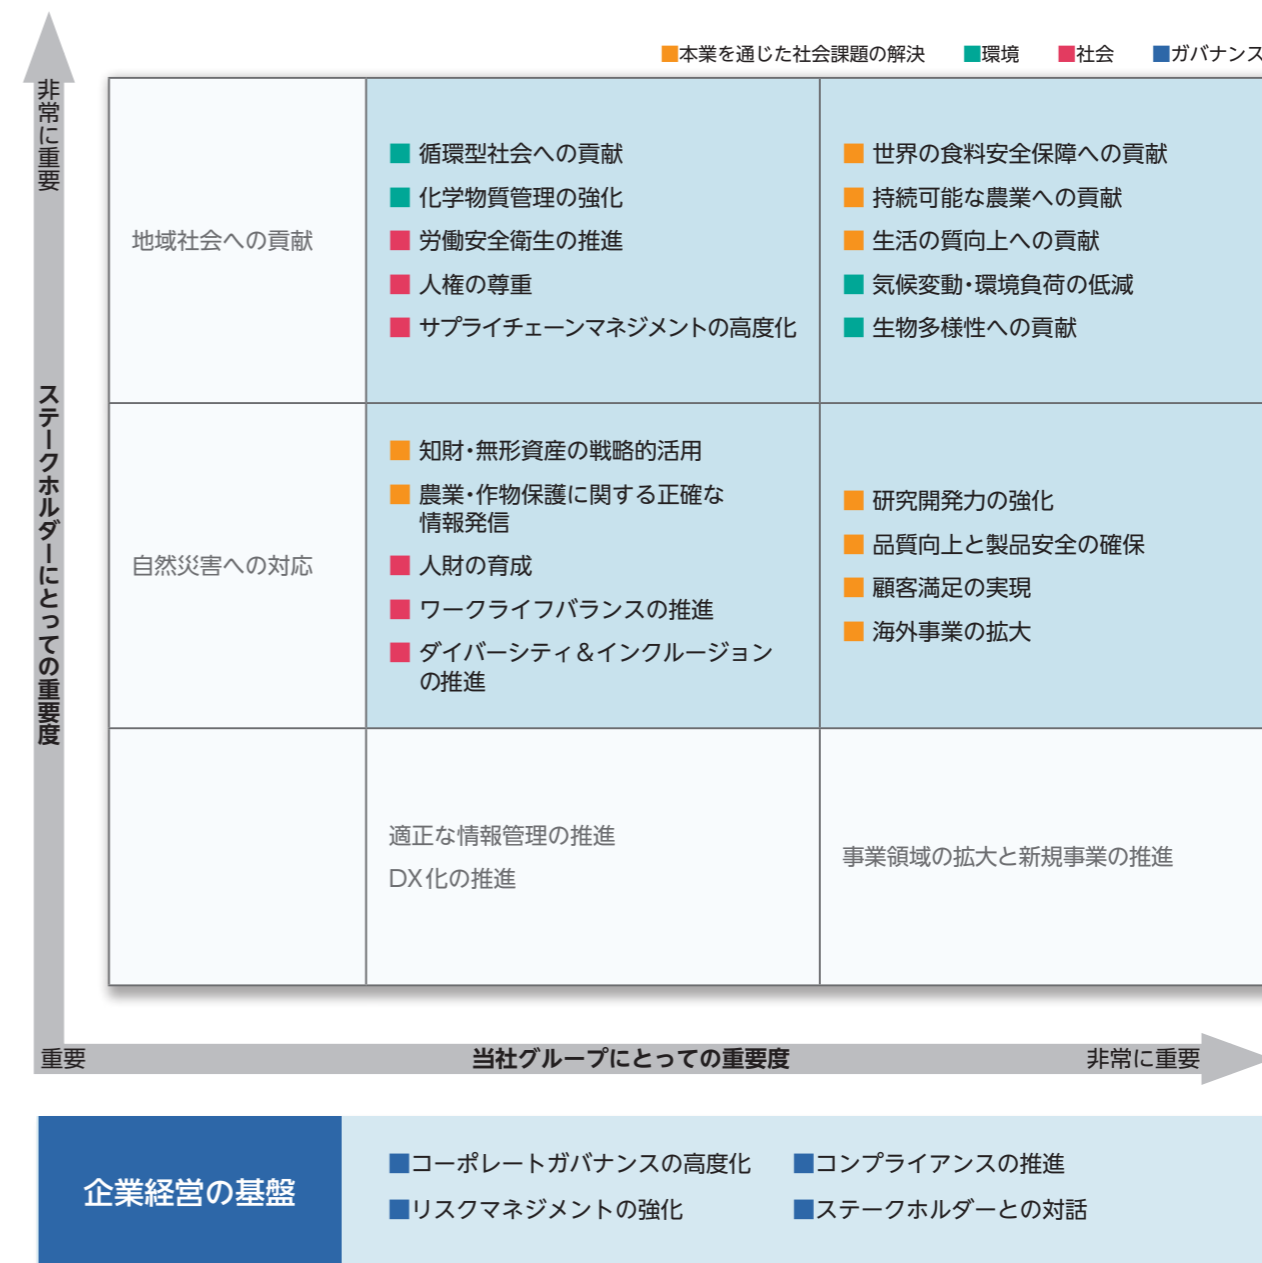 ■本業を通じた社会課題の解決 ■環境 ■社会 ■ガバナンス
非常に重要
ステークホルダーにとっての重要度
地域社会への貢献
■ 循環型社会への貢献
■ 化学物質管理の強化
■ 労働安全衛生の推進
■ 人権の尊重
■ サプライチェーンマネジメントの高度化
■ 世界の食料安全保障への貢献
■ 持続可能な農業への貢献
■ 生活の質向上への貢献
■ 気候変動・環境負荷の低減
■ 生物多様性への貢献
自然災害への対応
■ 知財・無形資産の戦略的活用
■ 農業・作物保護に関する正確な
情報発信
■ 人財の育成
■ ワークライフバランスの推進
■ ダイバーシティ＆インクルージョン
の推進
■ 研究開発力の強化
■ 品質向上と製品安全の確保
■ 顧客満足の実現
■ 海外事業の拡大
適正な情報管理の推進
DX化の推進
事業領域の拡大と新規事業の推進
重要 当社グループにとっての重要度 非常に重要
企業経営の基盤
■コーポレートガバナンスの高度化 ■コンプライアンスの推進
■リスクマネジメントの強化 ■ステークホルダーとの対話